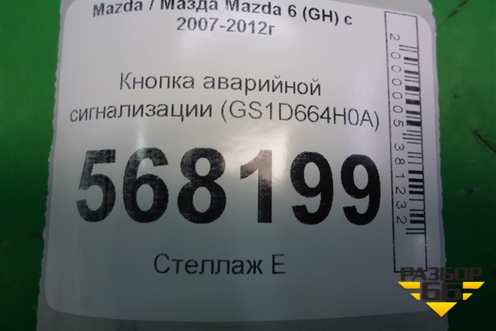 Mazda / Мазда Mazda 6 (GH) с
2007-2012г
Кнопка аварийной
сигнализации (GS1D664H0A)
568199
Стеллаж Е
2000005381232
РАЗБОР
66